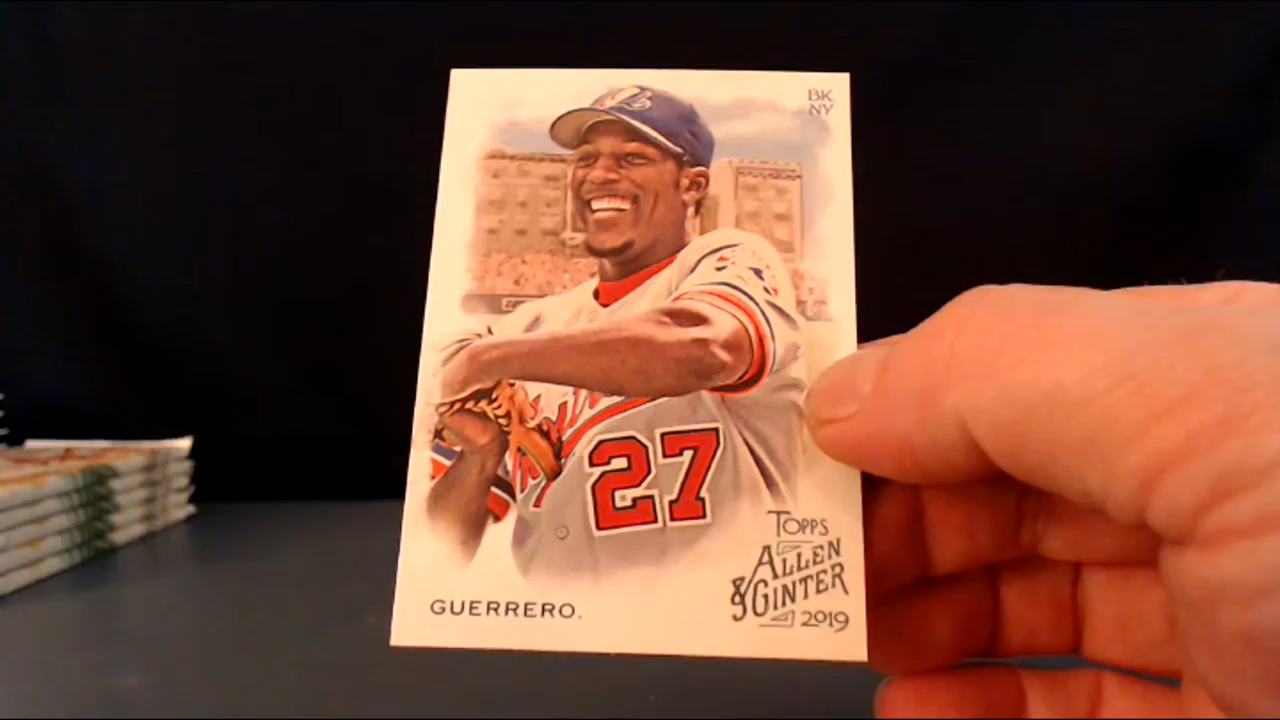 BK
NY
27
TOPPS
ALLEN
& GINTER
2019
GUERRERO.